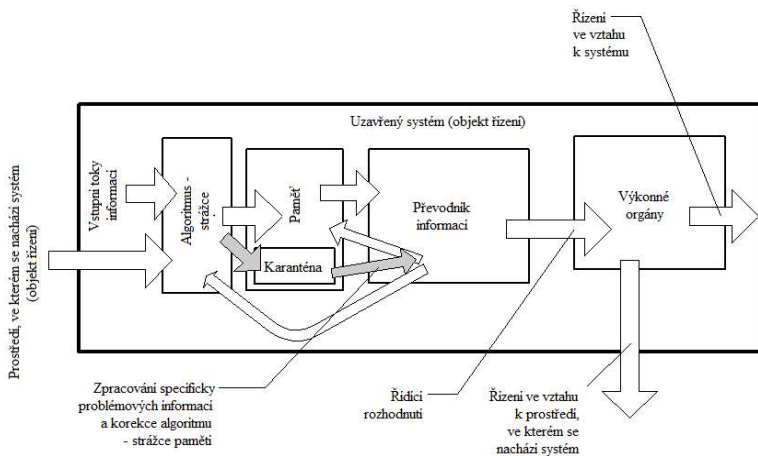 Řízení
ve vztahu
k systému
Uzavřený systém (objekt řízení)
Prostředí, ve kterém se nachází systém
(objekt řízení)
Vstupní toky
informací
Algoritmus -
strážce
Paměť
Karanténa
Převodník
informací
Výkonné
orgány
Zpracování specificky
problémových informací
a korekce algoritmu
- strážce paměti
Řídící
rozhodnutí
Řízení ve vztahu
k prostředí,
ve kterém se
nachází systém